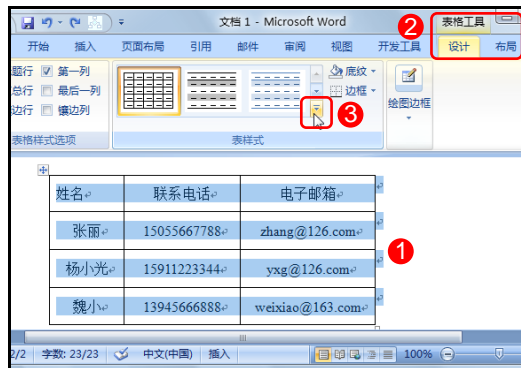 文档 1 - Microsoft Word
2
表格工具
开始 插入 页面布局 引用 邮件 审阅 视图 开发工具 设计 布局
题行 第一列 底纹
总行 最后一列 边框
边行 镶边列 绘图边框
3
表格样式选项 表样式
姓名 联系电话 电子邮箱
张丽 15055667788 zhang@126.com
杨小光 15911223344 yxg@126.com
1
魏小 13945666888 weixiao@163.com
2/2 字数: 23/23 中文(中国) 插入 100%